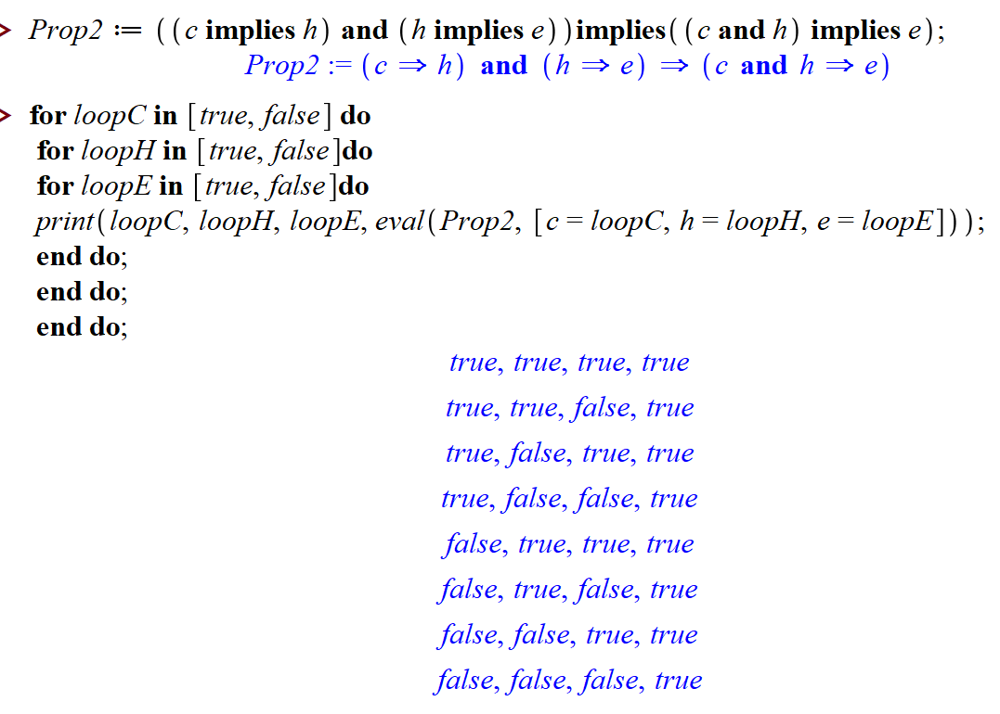 > Prop2 := ((c implies h) and (h implies e))implies((c and h) implies e);
Prop2 := (c ⇒ h) and (h ⇒ e) ⇒ (c and h ⇒ e)
> for loopC in [true, false] do
for loopH in [true, false]do
for loopE in [true, false]do
print(loopC, loopH, loopE, eval(Prop2, [c = loopC, h = loopH, e = loopE]));
end do;
end do;
end do;
true, true, true, true
true, true, false, true
true, false, true, true
true, false, false, true
false, true, true, true
false, true, false, true
false, false, true, true
false, false, false, true